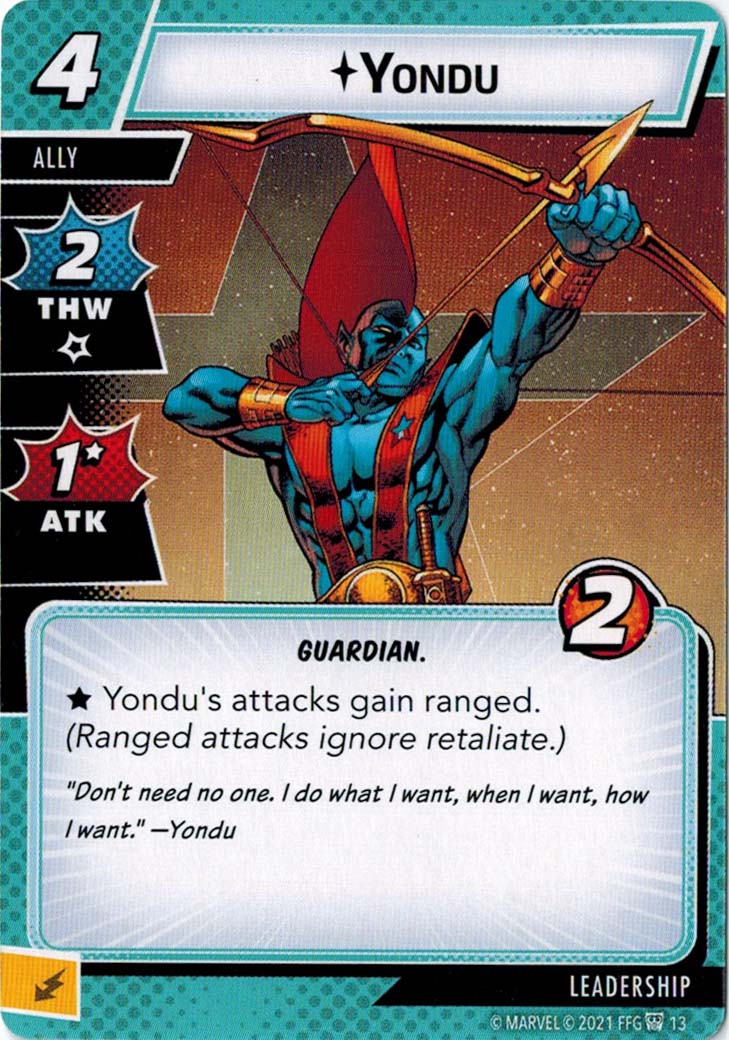 4
YONDU
ALLY
2
THW
1
ATK
2
GUARDIAN.
★ Yondu's attacks gain ranged.
(Ranged attacks ignore retaliate.)
"Don't need no one. I do what I want, when I want, how
I want." —Yondu
LEADERSHIP
© MARVEL © 2021 FFG 13